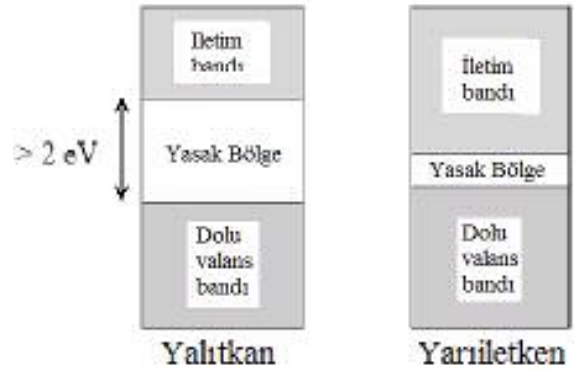 İletim
bandı
> 2 eV
Yasak Bölge
Dolu
valans
bandı
Yalıtkan
İletim
bandı
Yasak Bölge
Dolu
valans
bandı
Yarıiletken